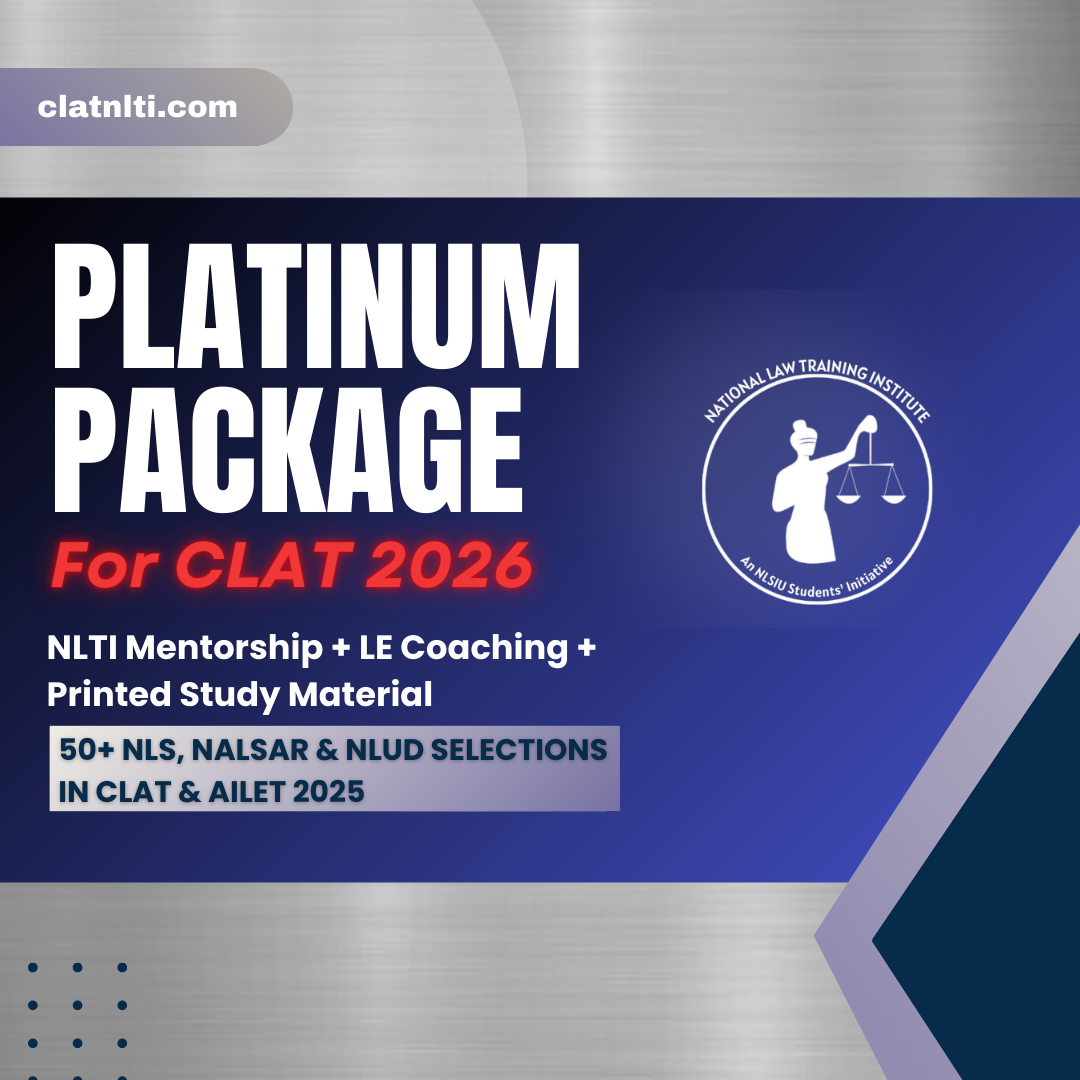 clatnlti.com
PLATINUM
PACKAGE
For CLAT 2026
NLTI Mentorship + LE Coaching +
Printed Study Material
50+ NLS, NALSAR & NLUD SELECTIONS
IN CLAT & AILET 2025
NATIONAL LAW TRAINING INSTITUTE
An NLSIU Students' Initiative